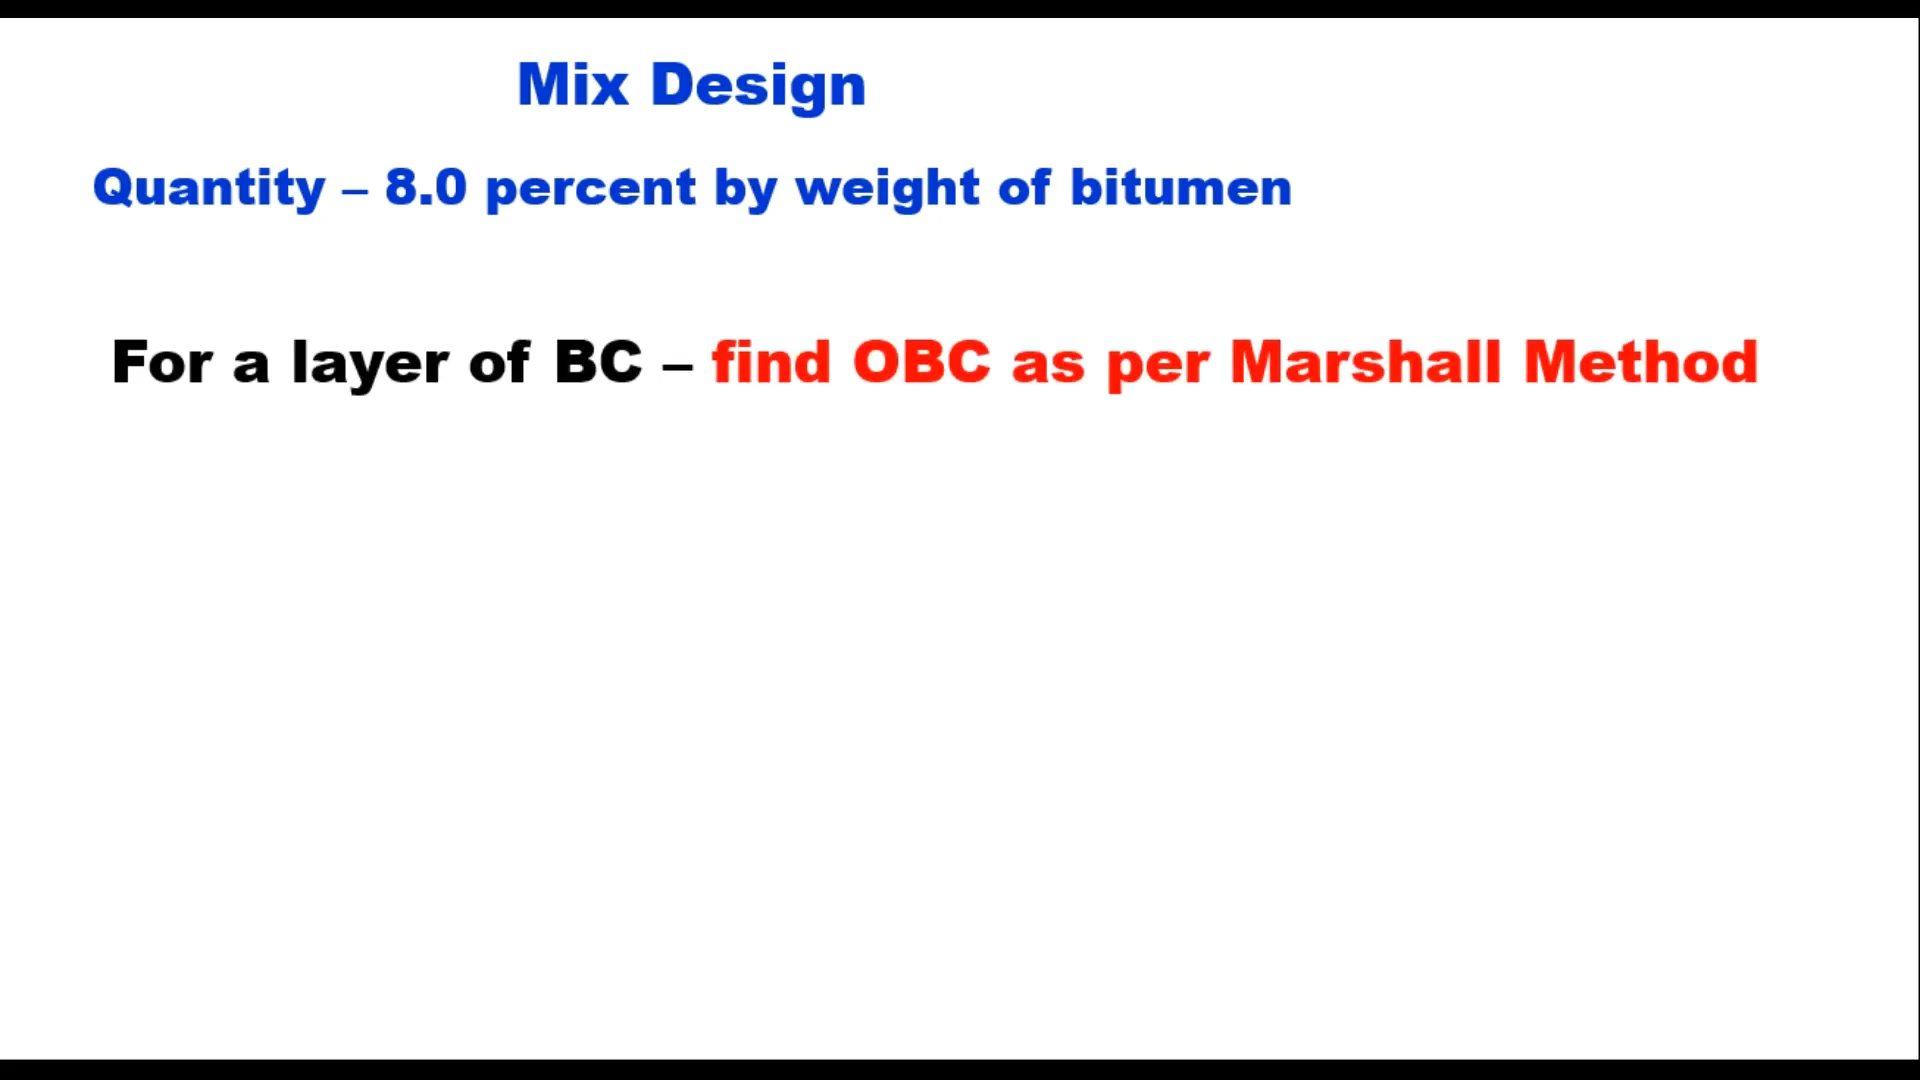 Mix Design
Quantity – 8.0 percent by weight of bitumen
For a layer of BC – find OBC as per Marshall Method